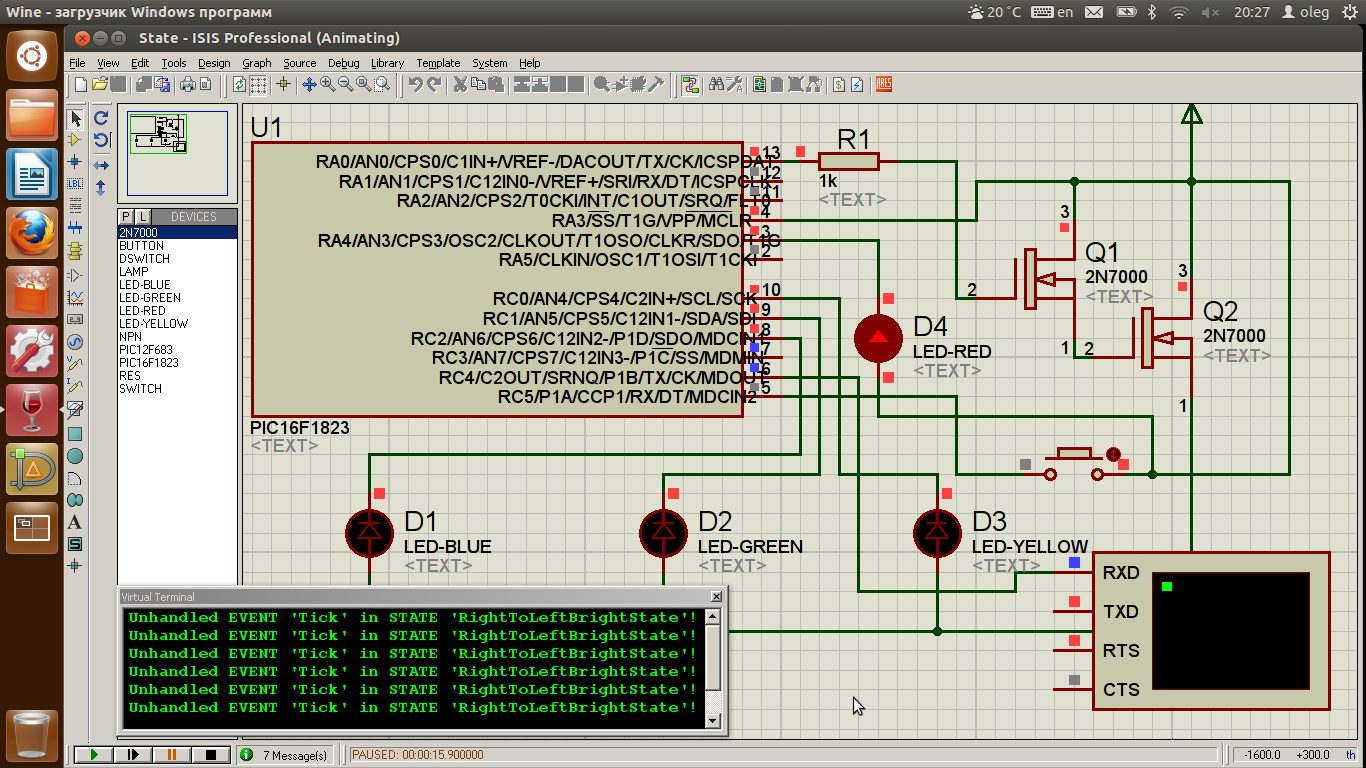 Wine - загрузчик Windows программ
20 °C
en
20:27
oleg
State - ISIS Professional (Animating)
File View Edit Tools Design Graph Source Debug Library Template System Help
LBL
A
S
$
ARES
P L DEVICES
2N7000
BUTTON
DSWITCH
LAMP
LED-BLUE
LED-GREEN
LED-RED
LED-YELLOW
NPN
PIC12F683
PIC16F1823
RES
SWITCH
U1
RA0/AN0/CPS0/C1IN+/VREF-/DACOUT/TX/CK/ICSPDAT 13
RA1/AN1/CPS1/C12IN0-/VREF+/SRI/RX/DT/ICSPCLK 12
RA2/AN2/CPS2/T0CKI/INT/C1OUT/SRQ/FLT0 11
RA3/SS/T1G/VPP/MCLR 4
RA4/AN3/CPS3/OSC2/CLKOUT/T1OSO/CLKR/SDO/T1G 3
RA5/CLKIN/OSC1/T1OSI/T1CKI 2
RC0/AN4/CPS4/C2IN+/SCL/SCK 10
RC1/AN5/CPS5/C12IN1-/SDA/SDI 9
RC2/AN6/CPS6/C12IN2-/P1D/SDO/MDCIN1 8
RC3/AN7/CPS7/C12IN3-/P1C/SS/MDMIN 7
RC4/C2OUT/SRNQ/P1B/TX/CK/MDOUT 6
RC5/P1A/CCP1/RX/DT/MDCIN2 5
PIC16F1823
<TEXT>
R1
1k
<TEXT>
3
Q1
2N7000
<TEXT>
2
1
3
Q2
2N7000
<TEXT>
2
1
D4
LED-RED
<TEXT>
D1
LED-BLUE
<TEXT>
D2
LED-GREEN
<TEXT>
D3
LED-YELLOW
<TEXT>
RXD
TXD
RTS
CTS
Virtual Terminal
Unhandled EVENT 'Tick' in STATE 'RightToLeftBrightState'!
Unhandled EVENT 'Tick' in STATE 'RightToLeftBrightState'!
Unhandled EVENT 'Tick' in STATE 'RightToLeftBrightState'!
Unhandled EVENT 'Tick' in STATE 'RightToLeftBrightState'!
Unhandled EVENT 'Tick' in STATE 'RightToLeftBrightState'!
Unhandled EVENT 'Tick' in STATE 'RightToLeftBrightState'!
7 Message(s)
PAUSED: 00:00:15.900000
-1600.0 +300.0 th